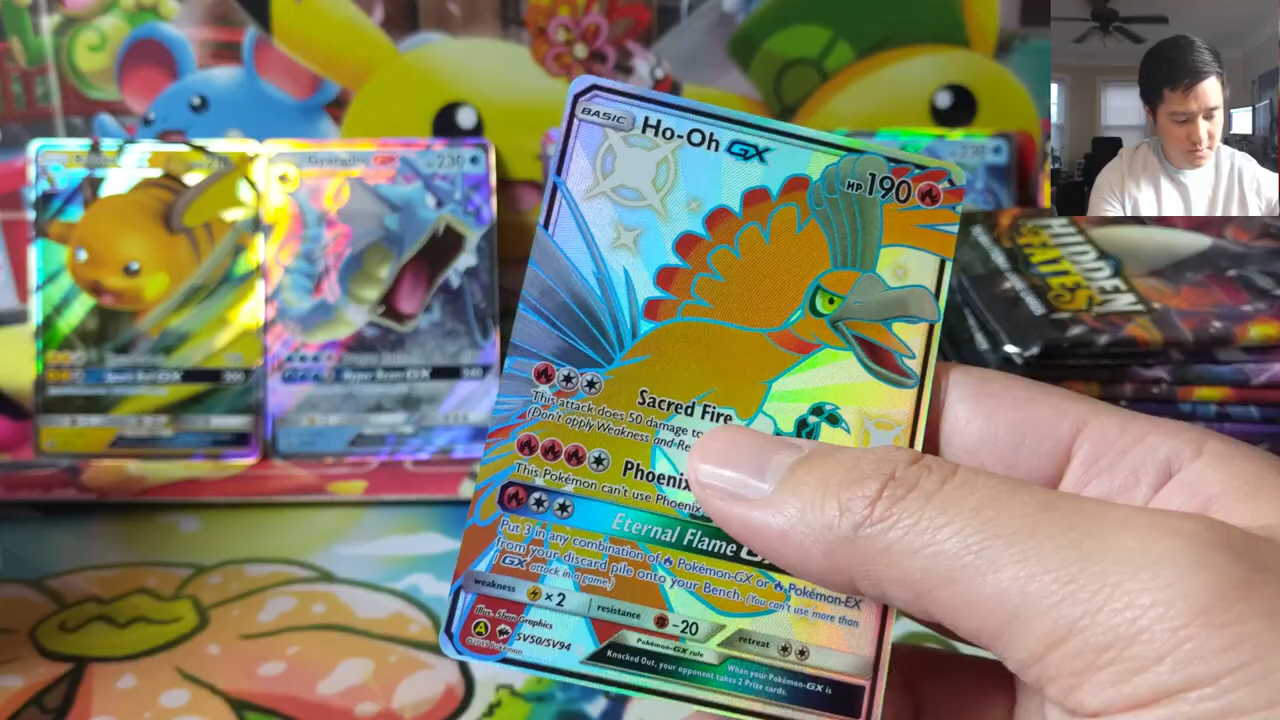 BASIC Ho-Oh GX HP 190
Sacred Fire
This attack does 50 damage to
(Don't apply Weakness and Re
Phoenix
This Pokémon can't use Phoenix
Eternal Flame G
Put 3 in any combination of Pokémon-GX or Pokémon-EX
from your discard pile onto your Bench. (You can't use more than
1 GX attack in a game.)
weakness ×2 resistance -20 retreat
Illus. 5ban Graphics
A SV50/SV94
©2019 Pokémon
Pokémon-GX rule When your Pokémon-GX is
Knocked Out, your opponent takes 2 Prize cards.
Gyarados 230
Hyper Beam GX
230
HIDDEN
FATES